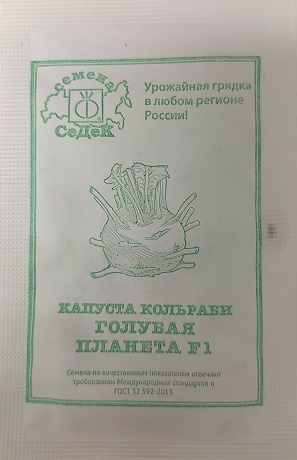 семена
СеДеК
Урожайная грядка
в любом регионе
России!
КАПУСТА КОЛЬРАБИ
ГОЛУБАЯ
ПЛАНЕТА F1
Семена по качественным показателям отвечают
требованиям Международных стандартов и
ГОСТ 32 592-2013